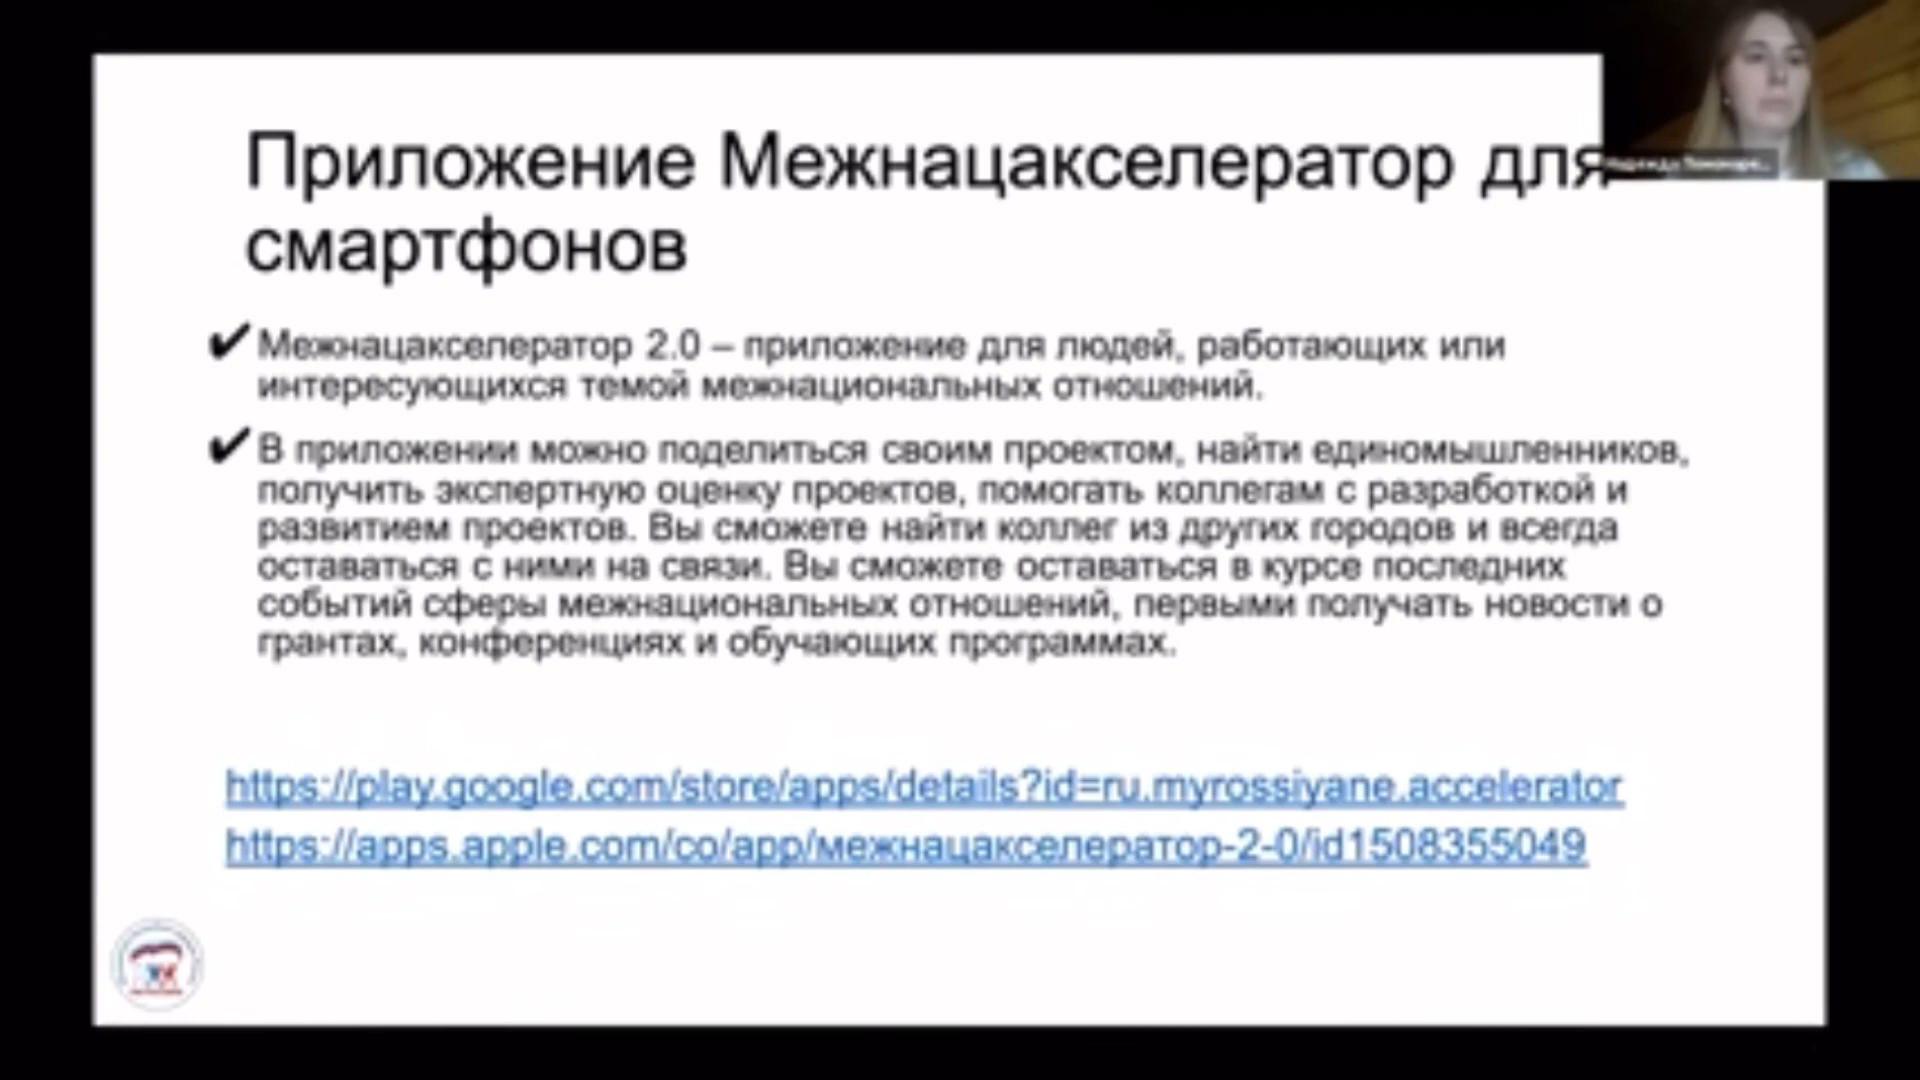 Приложение Межнацакселератор для
смартфонов
✔ Межнацакселератор 2.0 – приложение для людей, работающих или
интересующихся темой межнациональных отношений.
✔ В приложении можно поделиться своим проектом, найти единомышленников,
получить экспертную оценку проектов, помогать коллегам с разработкой и
развитием проектов. Вы сможете найти коллег из других городов и всегда
оставаться с ними на связи. Вы сможете оставаться в курсе последних
событий сферы межнациональных отношений, первыми получать новости о
грантах, конференциях и обучающих программах.
https://play.google.com/store/apps/details?id=ru.myrossiyane.accelerator
https://apps.apple.com/co/app/межнацакселератор-2-0/id1508355049